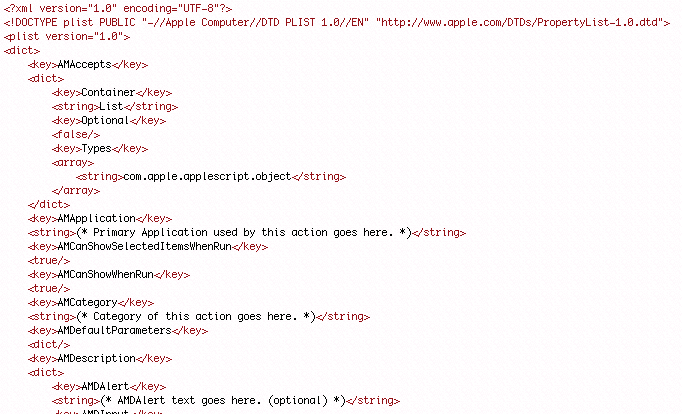 <?xml version="1.0" encoding="UTF-8"?>
<!DOCTYPE plist PUBLIC "-//Apple Computer//DTD PLIST 1.0//EN" "http://www.apple.com/DTDs/PropertyList-1.0.dtd">
<plist version="1.0">
<dict>
    <key>AMAccepts</key>
    <dict>
        <key>Container</key>
        <string>List</string>
        <key>Optional</key>
        <false/>
        <key>Types</key>
        <array>
            <string>com.apple.applescript.object</string>
        </array>
    </dict>
    <key>AMApplication</key>
    <string>(* Primary Application used by this action goes here. *)</string>
    <key>AMCanShowSelectedItemsWhenRun</key>
    <true/>
    <key>AMCanShowWhenRun</key>
    <true/>
    <key>AMCategory</key>
    <string>(* Category of this action goes here. *)</string>
    <key>AMDefaultParameters</key>
    <dict/>
    <key>AMDescription</key>
    <dict>
        <key>AMDAlert</key>
        <string>(* AMDAlert text goes here. (optional) *)</string>
        <key>AMDInput</key>